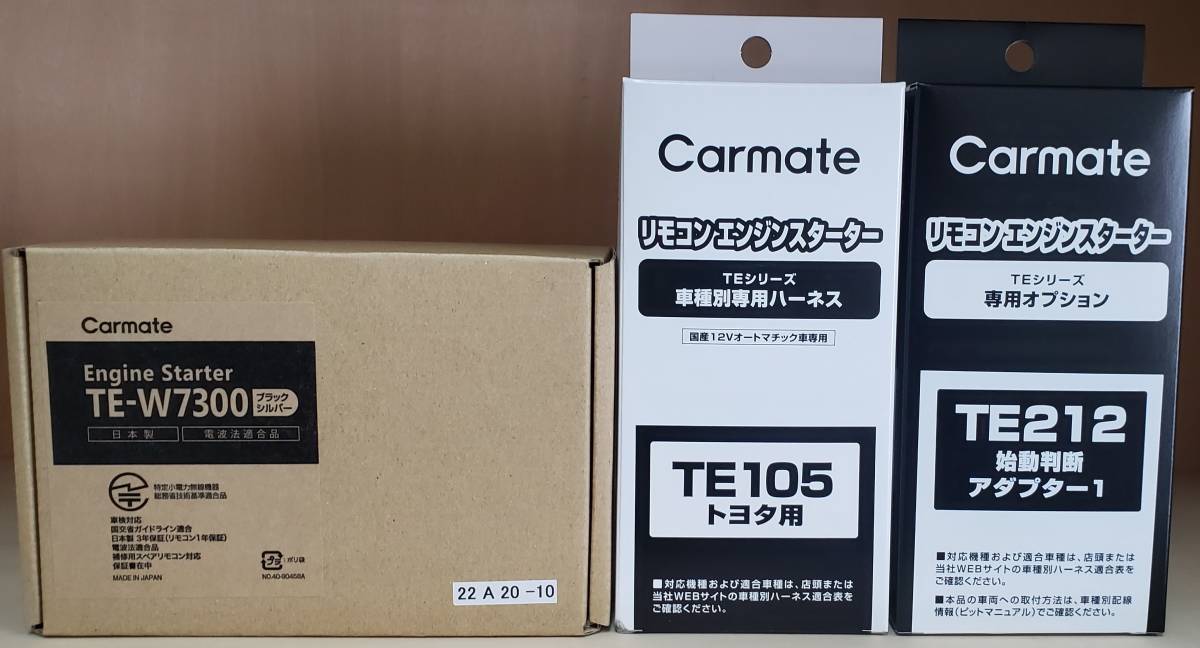 Carmate
Engine Starter
TE-W7300
ブラック
シルバー
日本製
電波法適合品
特定小電力無線機器
総務省技術基準適合品
車検対応
国交省ガイドライン適合
日本製 3年保証(リモコン1年保証)
電波法適合品
補修用スペアリモコン対応
保証書在中
MADE IN JAPAN
プラ
:ポリ袋
NO.40-90458A
22 A 20 -10
Carmate
リモコンエンジンスターター
TEシリーズ
車種別専用ハーネス
国産12Vオートマチック車専用
TE105
トヨタ用
■対応機種および適合車種は、店頭または
当社WEBサイトの車種別ハーネス適合表を
ご確認ください。
Carmate
リモコンエンジンスターター
TEシリーズ
専用オプション
TE212
始動判断
アダプター1
■対応機種および適合車種は、店頭または
当社WEBサイトの車種別ハーネス適合表を
ご確認ください。
■本品の車両への取付方法は、車種別配線
情報(ピットマニュアル)でご確認ください。